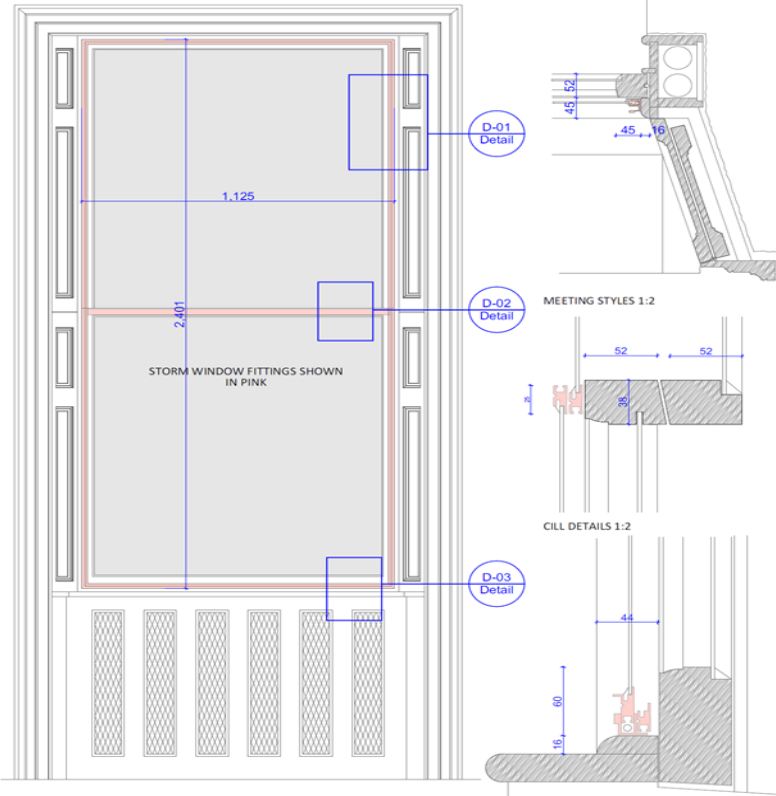 D-01
Detail
1,125
2,401
D-02
Detail
STORM WINDOW FITTINGS SHOWN
IN PINK
D-03
Detail
52
45
45
16
MEETING STYLES 1:2
52
52
25
38
CILL DETAILS 1:2
44
60
16